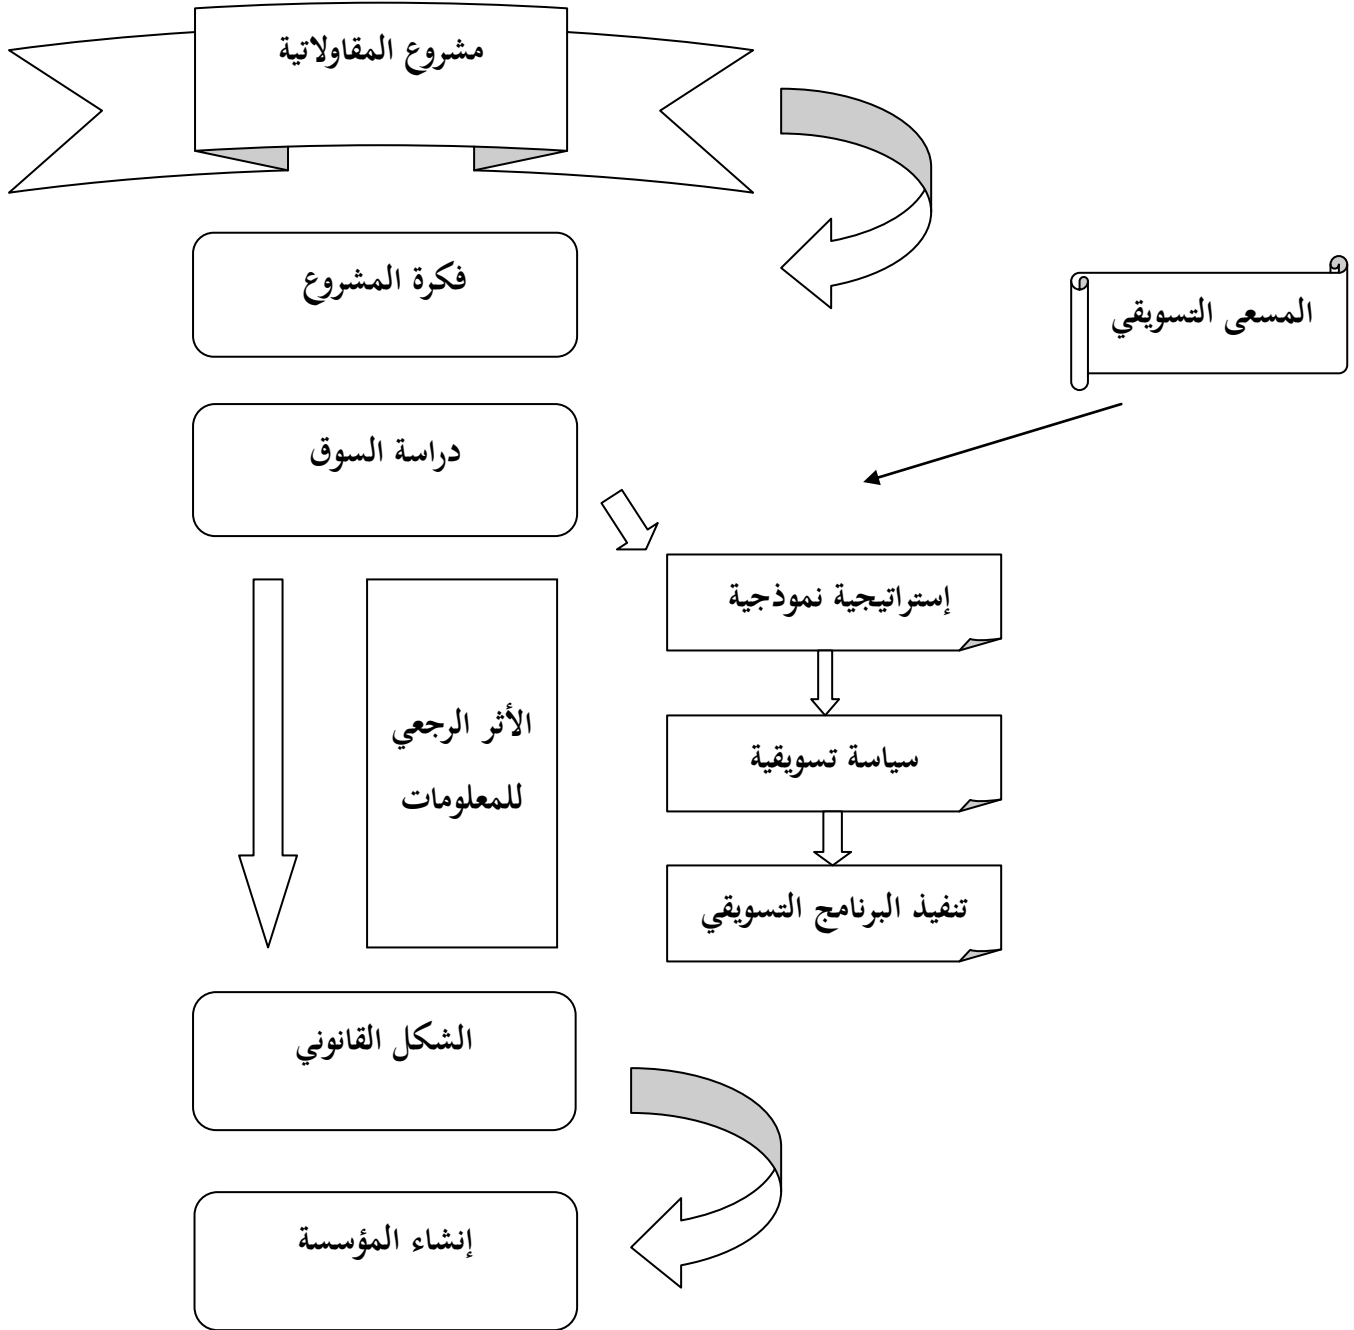 مشروع المقاولاتية
فكرة المشروع
المسعى التسويقي
دراسة السوق
إستراتيجية نموذجية
الأثر الرجعي
للمعلومات
سياسة تسويقية
تنفيذ البرنامج التسويقي
الشكل القانوني
إنشاء المؤسسة